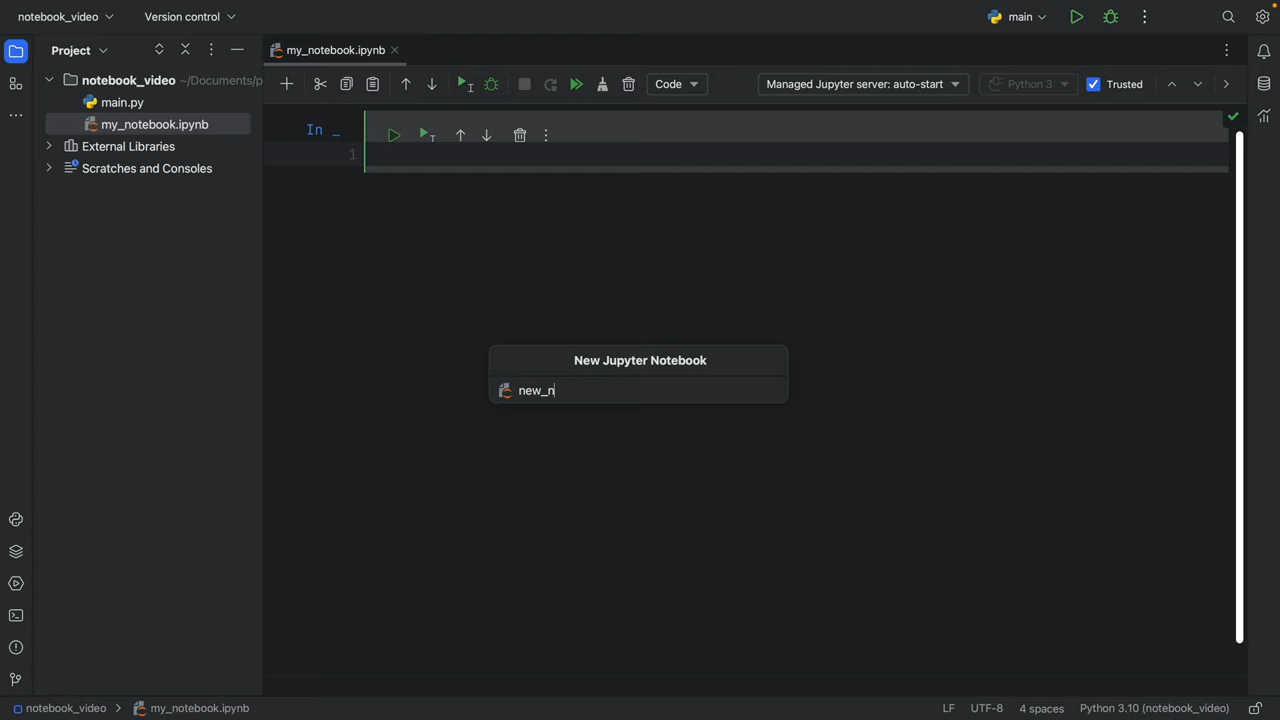 notebook_video
Version control
main
Project
my_notebook.ipynb
notebook_video ~/Documents/p
Code
Managed Jupyter server: auto-start
Python 3
Trusted
main.py
my_notebook.ipynb
In _
External Libraries
1
Scratches and Consoles
New Jupyter Notebook
new_n
notebook_video
my_notebook.ipynb
LF
UTF-8
4 spaces
Python 3.10 (notebook_video)